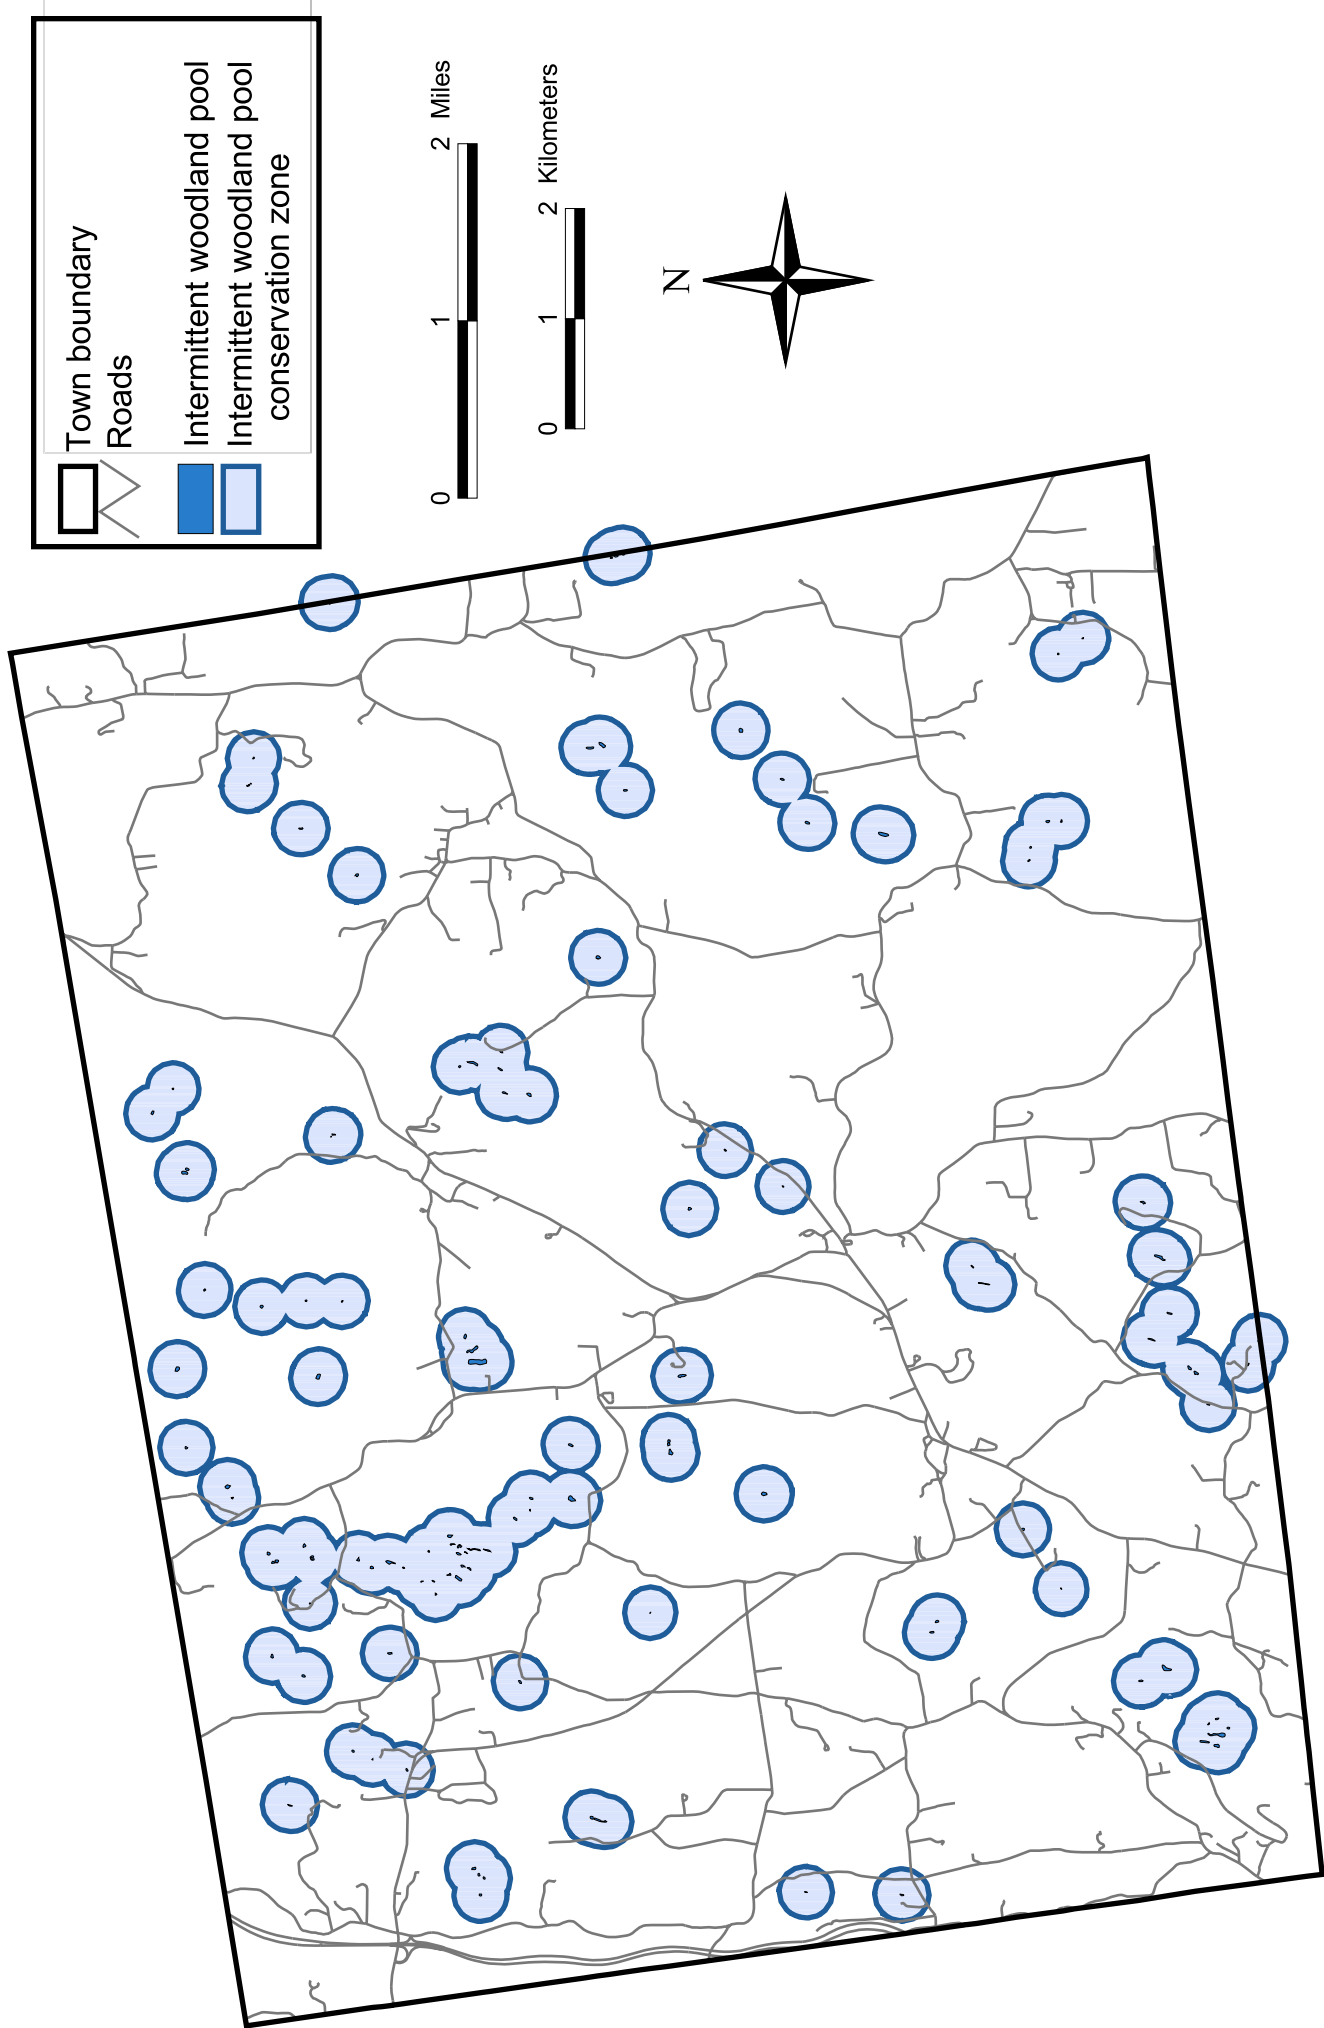 Town boundary
Roads
Intermittent woodland pool
Intermittent woodland pool
conservation zone
0 1 2 Miles
0 1 2 Kilometers
N